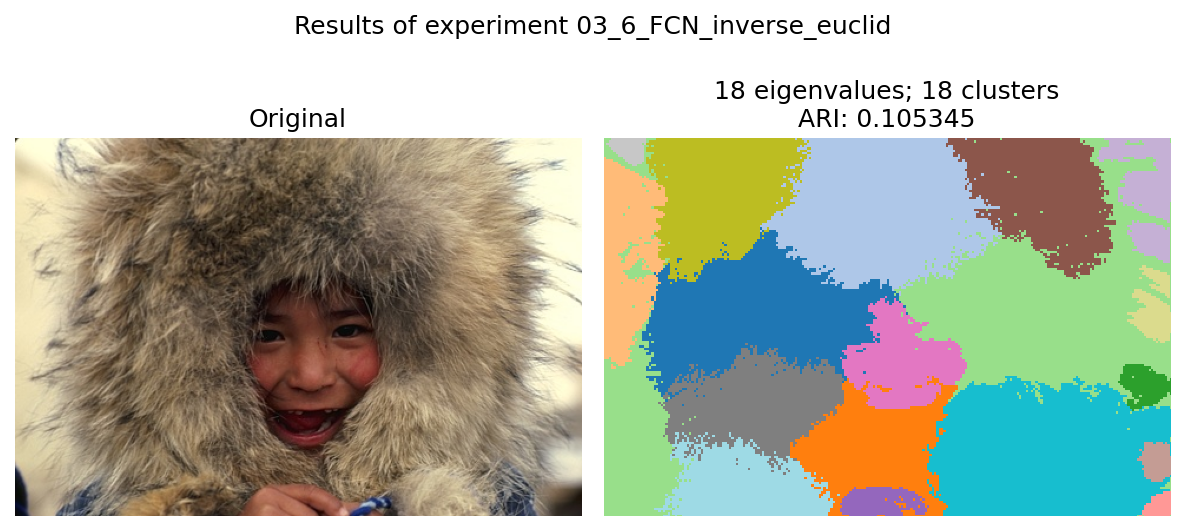 Results of experiment 03_6_FCN_inverse_euclid
Original
18 eigenvalues; 18 clusters
ARI: 0.105345